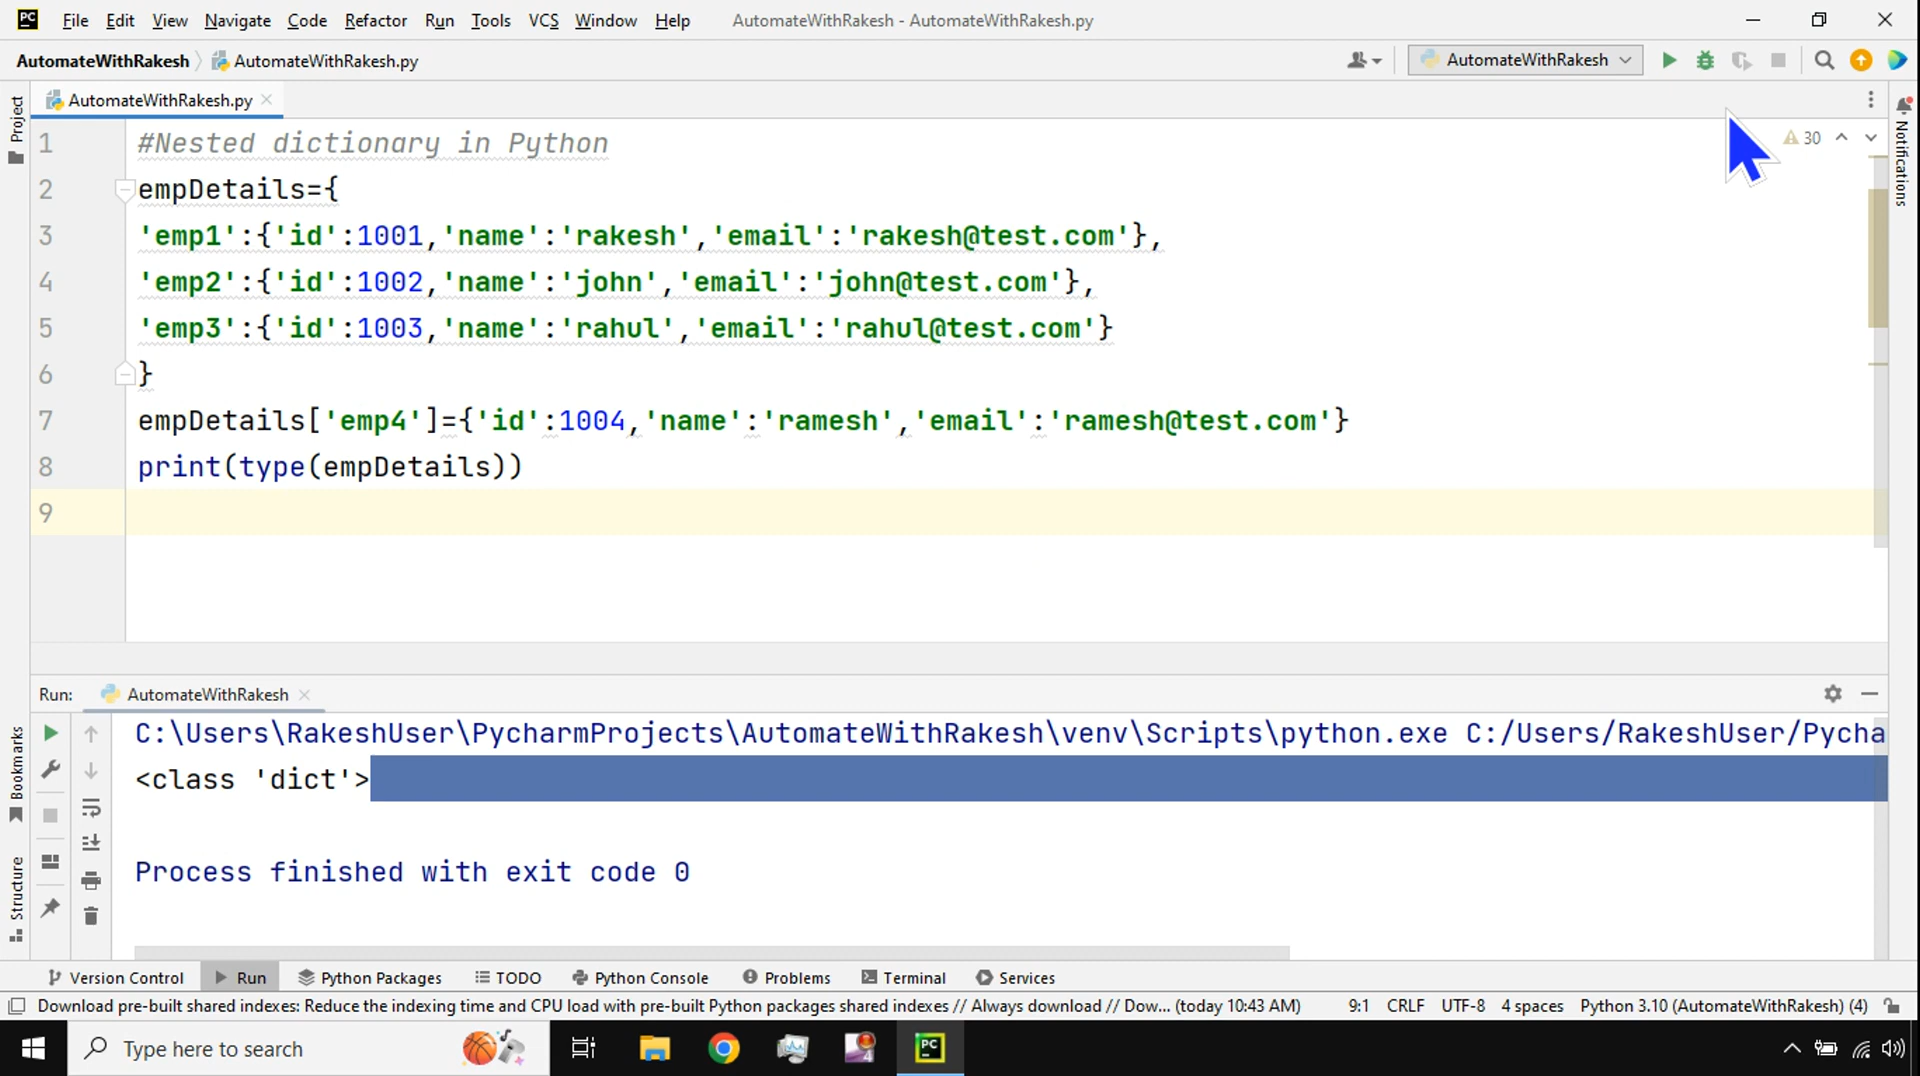 PC File Edit View Navigate Code Refactor Run Tools VCS Window Help AutomateWithRakesh - AutomateWithRakesh.py
AutomateWithRakesh AutomateWithRakesh.py AutomateWithRakesh
AutomateWithRakesh.py
Project
Notifications
30
1 #Nested dictionary in Python
2 empDetails={
3 'emp1':{'id':1001,'name':'rakesh','email':'rakesh@test.com'},
4 'emp2':{'id':1002,'name':'john','email':'john@test.com'},
5 'emp3':{'id':1003,'name':'rahul','email':'rahul@test.com'}
6 }
7 empDetails['emp4']={'id':1004,'name':'ramesh','email':'ramesh@test.com'}
8 print(type(empDetails))
9
Run: AutomateWithRakesh
C:\Users\RakeshUser\PycharmProjects\AutomateWithRakesh\venv\Scripts\python.exe C:/Users/RakeshUser/Pycha
<class 'dict'>
Process finished with exit code 0
Bookmarks
Structure
Version Control Run Python Packages TODO Python Console Problems Terminal Services
Download pre-built shared indexes: Reduce the indexing time and CPU load with pre-built Python packages shared indexes // Always download // Dow... (today 10:43 AM) 9:1 CRLF UTF-8 4 spaces Python 3.10 (AutomateWithRakesh) (4)
Type here to search 4 PC